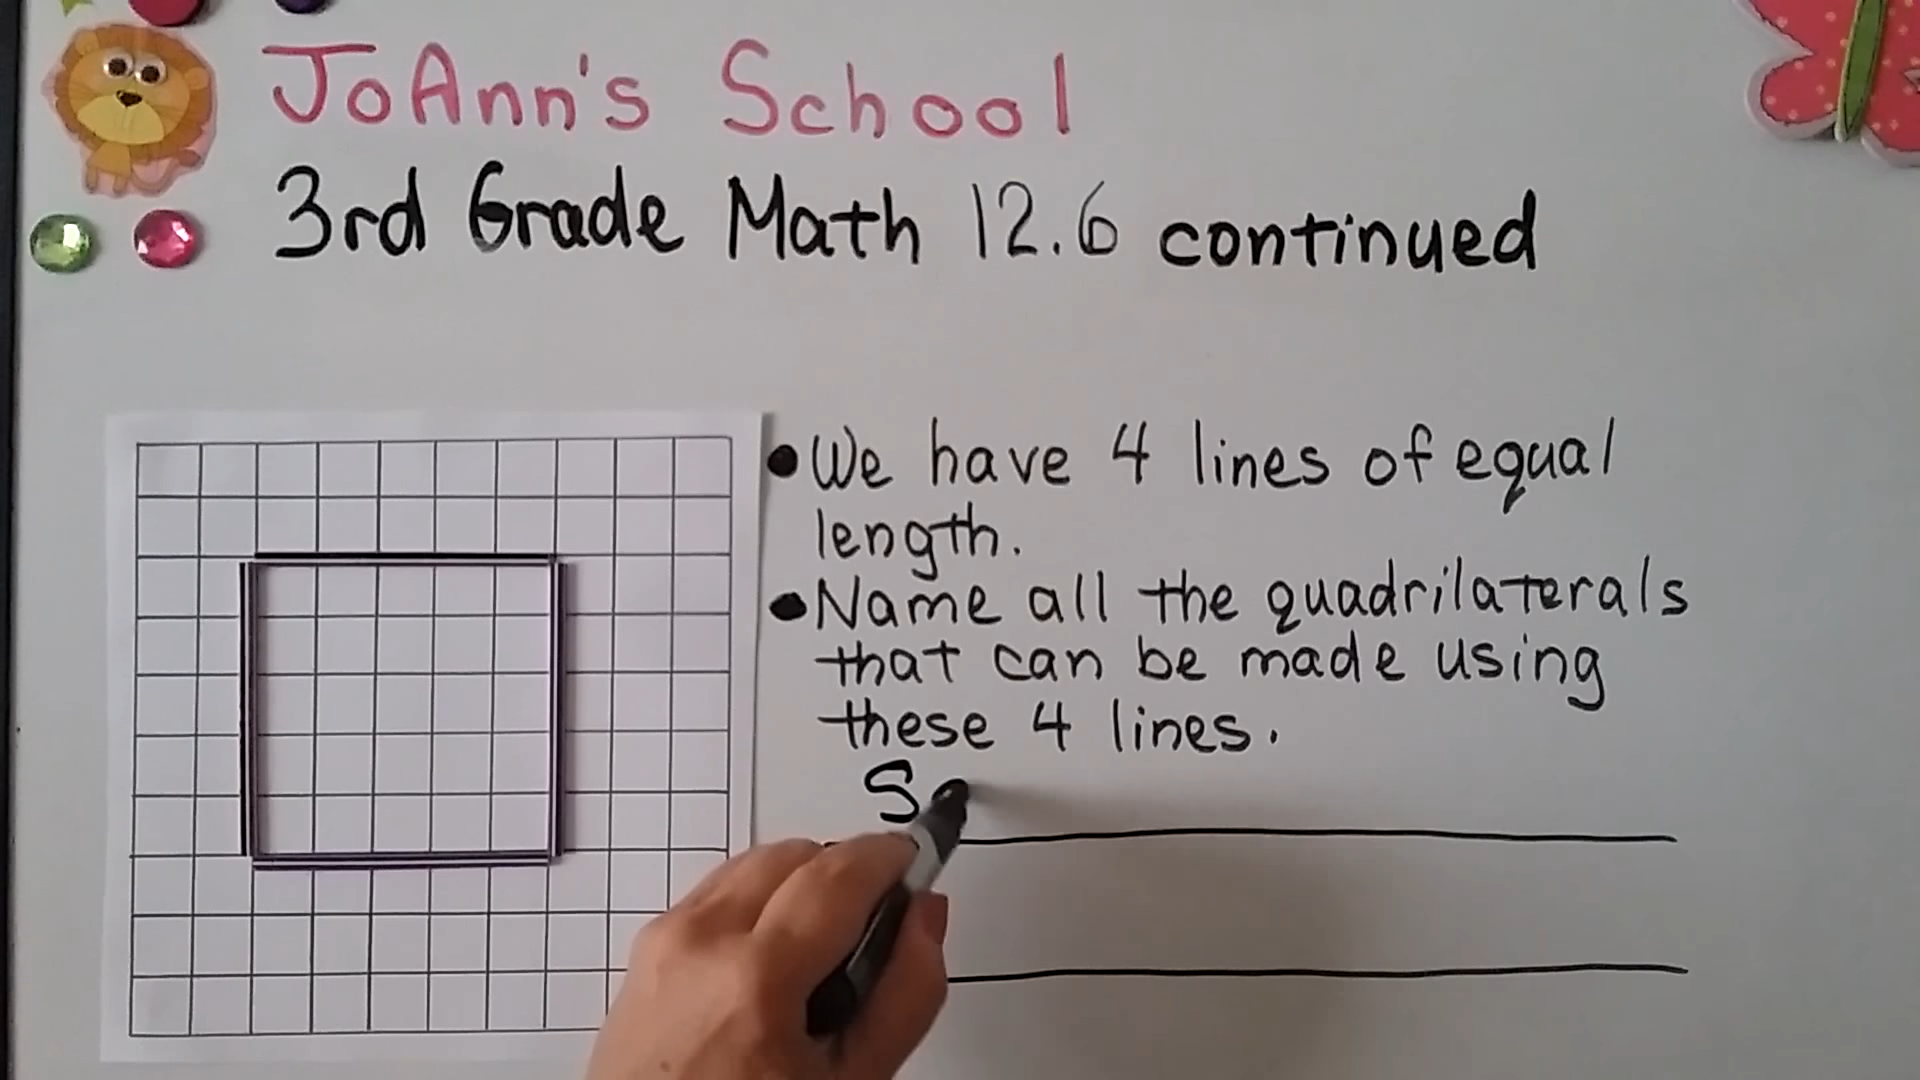 JoAnn's School
3rd Grade Math 12.6 continued
• We have 4 lines of equal
length.
• Name all the quadrilaterals
that can be made using
these 4 lines.
S